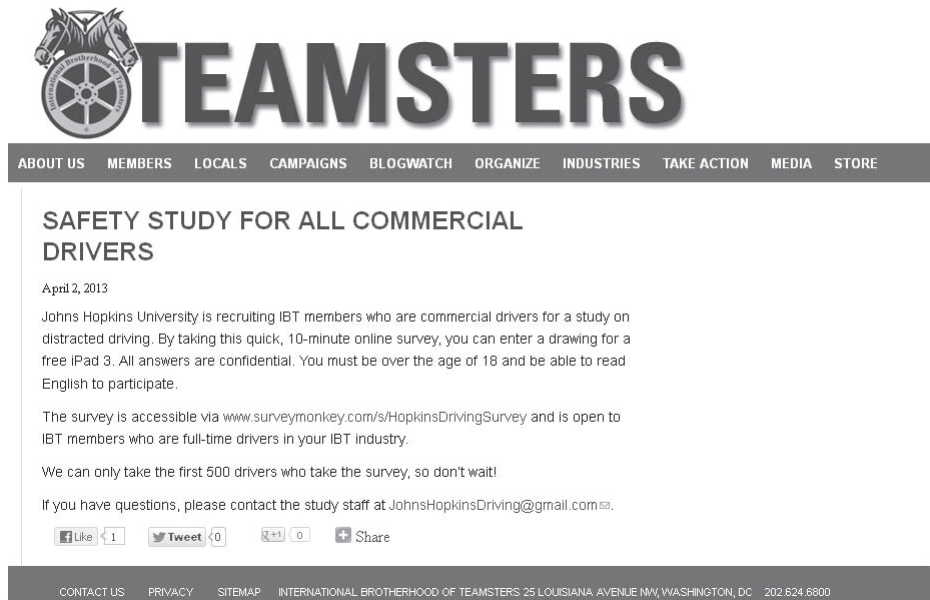 International Brotherhood of Teamsters
TEAMSTERS
ABOUT US MEMBERS LOCALS CAMPAIGNS BLOGWATCH ORGANIZE INDUSTRIES TAKE ACTION MEDIA STORE
SAFETY STUDY FOR ALL COMMERCIAL
DRIVERS
April 2, 2013
Johns Hopkins University is recruiting IBT members who are commercial drivers for a study on
distracted driving. By taking this quick, 10-minute online survey, you can enter a drawing for a
free iPad 3. All answers are confidential. You must be over the age of 18 and be able to read
English to participate.
The survey is accessible via www.surveymonkey.com/s/HopkinsDrivingSurvey and is open to
IBT members who are full-time drivers in your IBT industry.
We can only take the first 500 drivers who take the survey, so don't wait!
If you have questions, please contact the study staff at JohnsHopkinsDriving@gmail.com.
Like 1 Tweet 0 +1 0 Share
CONTACT US PRIVACY SITEMAP INTERNATIONAL BROTHERHOOD OF TEAMSTERS 25 LOUISIANA AVENUE NW, WASHINGTON, DC 202.624.6800